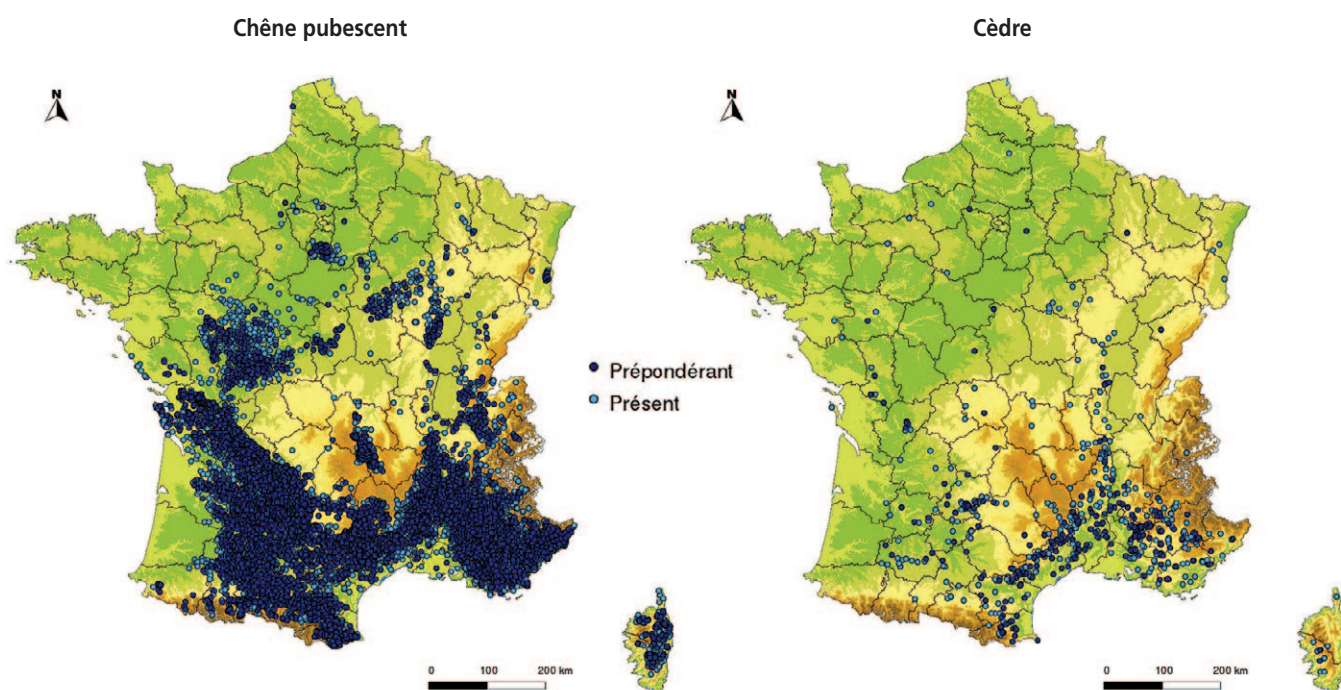 Chêne pubescent
Cèdre
N
N
Prépondérant
Présent
0 100 200 km
0 100 200 km